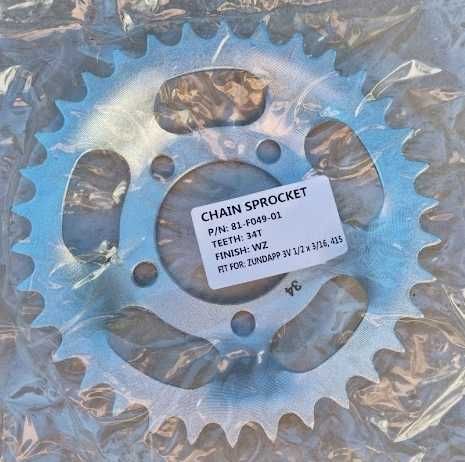 CHAIN SPROCKET
P/N: 81-F049-01
TEETH: 34T
FINISH: WZ
FIT FOR: ZUNDAPP 3V 1/2 x 3/16, 415
34